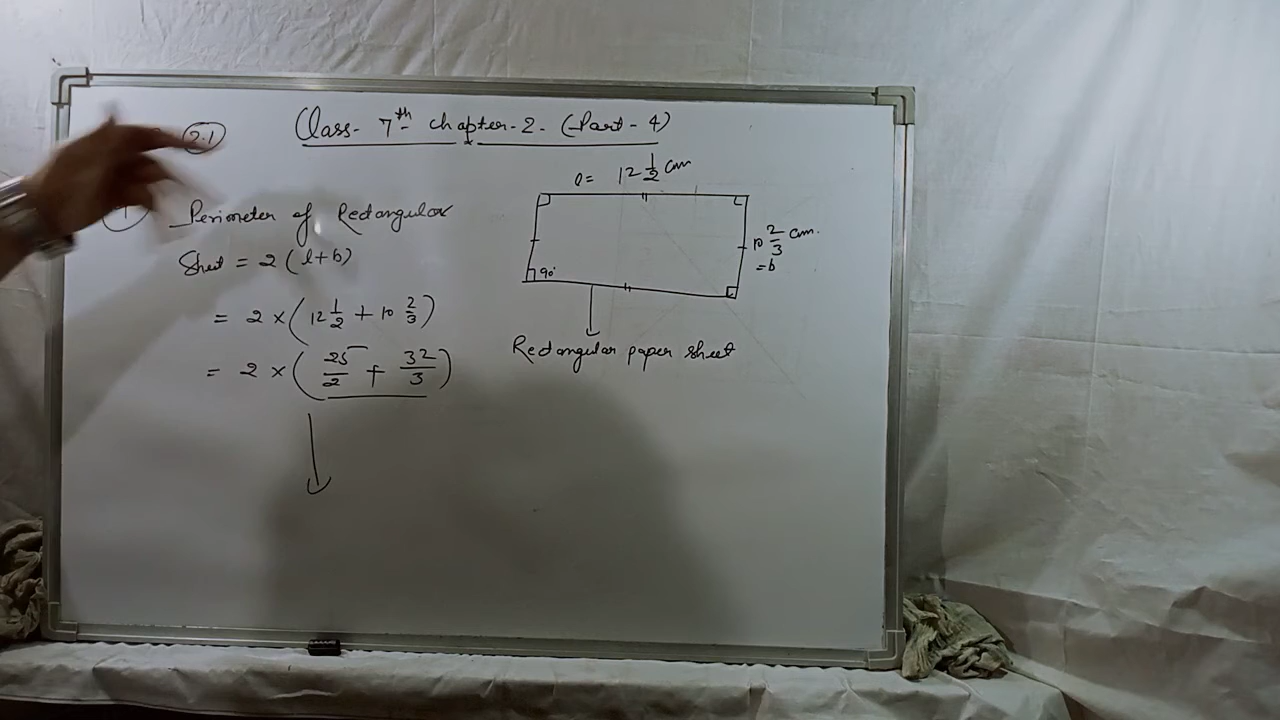 2.1
Class- 7th chapter-2- (Part-4)
l= 12 1/2 cm
1
Perimeter of Rectangular
Sheet = 2 (l+b)
= 2 × (12 1/2 + 10 2/3)
= 2 × (25/2 + 32/3)
10 2/3 cm.
=b
90°
Rectangular paper sheet